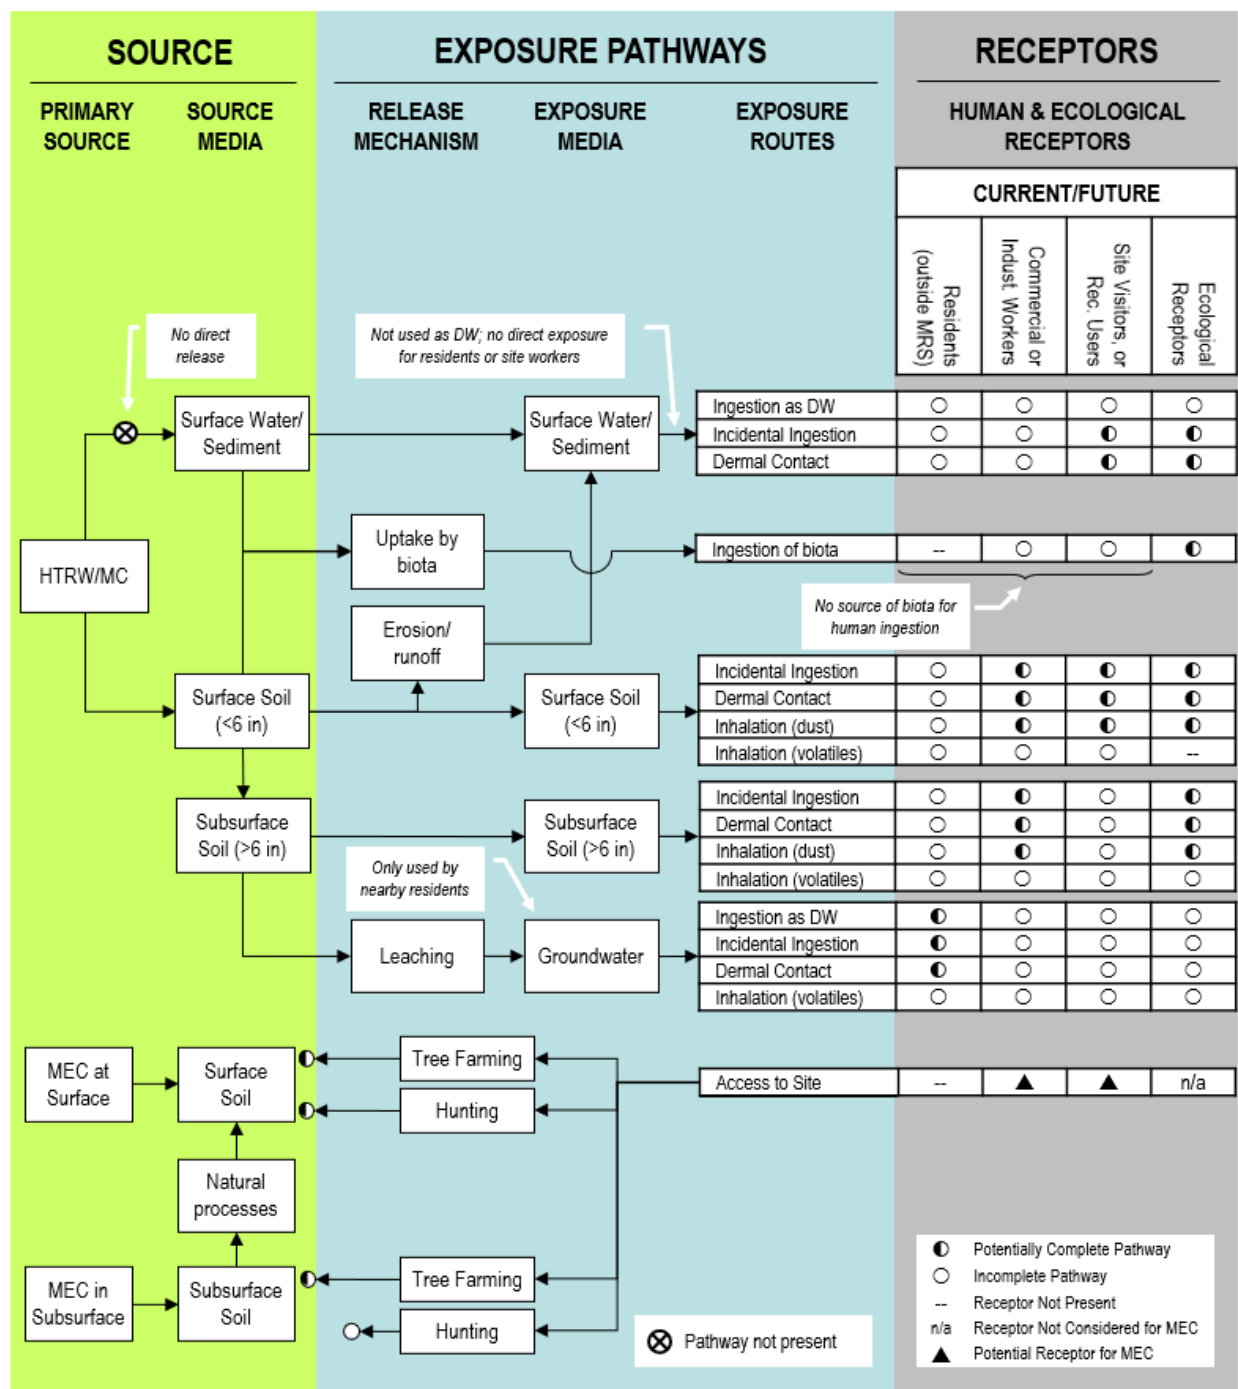 SOURCE
EXPOSURE PATHWAYS
RECEPTORS
PRIMARY
SOURCE
SOURCE
MEDIA
RELEASE
MECHANISM
EXPOSURE
MEDIA
EXPOSURE
ROUTES
HUMAN & ECOLOGICAL
RECEPTORS
CURRENT/FUTURE
Residents
(outside MRS)
Commercial or
Indust. Workers
Site Visitors, or
Rec. Users
Ecological
Receptors
No direct
release
Not used as DW; no direct exposure
for residents or site workers
Surface Water/
Sediment
Surface Water/
Sediment
Ingestion as DW
Incidental Ingestion
Dermal Contact
HTRW/MC
Uptake by
biota
Ingestion of biota
--
No source of biota for
human ingestion
Erosion/
runoff
Surface Soil
(<6 in)
Surface Soil
(<6 in)
Incidental Ingestion
Dermal Contact
Inhalation (dust)
Inhalation (volatiles)
--
Subsurface
Soil (>6 in)
Subsurface
Soil (>6 in)
Incidental Ingestion
Dermal Contact
Inhalation (dust)
Inhalation (volatiles)
Only used by
nearby residents
Leaching
Groundwater
Ingestion as DW
Incidental Ingestion
Dermal Contact
Inhalation (volatiles)
MEC at
Surface
Surface
Soil
Tree Farming
Hunting
Access to Site
--
n/a
Natural
processes
MEC in
Subsurface
Subsurface
Soil
Tree Farming
Hunting
Pathway not present
Potentially Complete Pathway
Incomplete Pathway
-- Receptor Not Present
n/a Receptor Not Considered for MEC
Potential Receptor for MEC